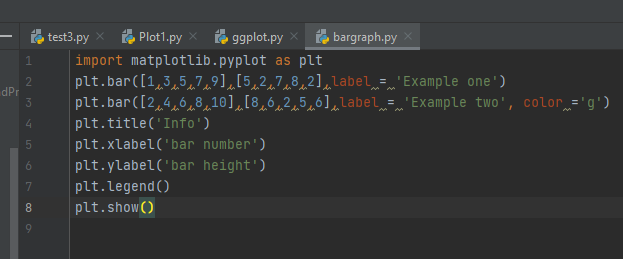 test3.py Plot1.py ggplot.py bargraph.py
1 import matplotlib.pyplot as plt
2 plt.bar([1,3,5,7,9],[5,2,7,8,2],label = 'Example one')
3 plt.bar([2,4,6,8,10],[8,6,2,5,6],label = 'Example two', color ='g')
4 plt.title('Info')
ndPr
5 plt.xlabel('bar number')
6 plt.ylabel('bar height')
7 plt.legend()
8 plt.show()
9